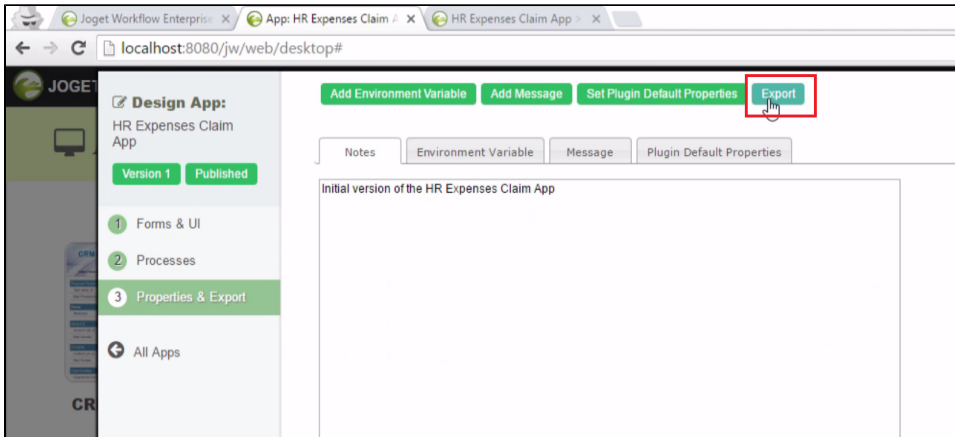 Joget Workflow Enterprise
App: HR Expenses Claim A
HR Expenses Claim App >
localhost:8080/jw/web/desktop#
JOGET
Design App:
HR Expenses Claim
App
Version 1 Published
1 Forms & UI
2 Processes
3 Properties & Export
All Apps
Add Environment Variable Add Message Set Plugin Default Properties Export
Notes Environment Variable Message Plugin Default Properties
Initial version of the HR Expenses Claim App
CRM
CR